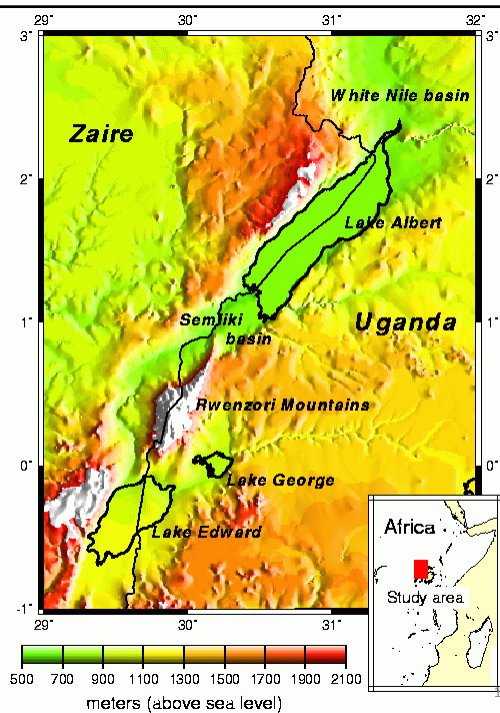 29° 30° 31° 32°
3° 3°
White Nile basin
Zaire
2° 2°
Lake Albert
Semliki
basin
Uganda
1° 1°
Rwenzori Mountains
0° 0°
Lake George
Lake Edward
Africa
Study area
-1°
29° 30° 31°
500 700 900 1100 1300 1500 1700 1900 2100
meters (above sea level)